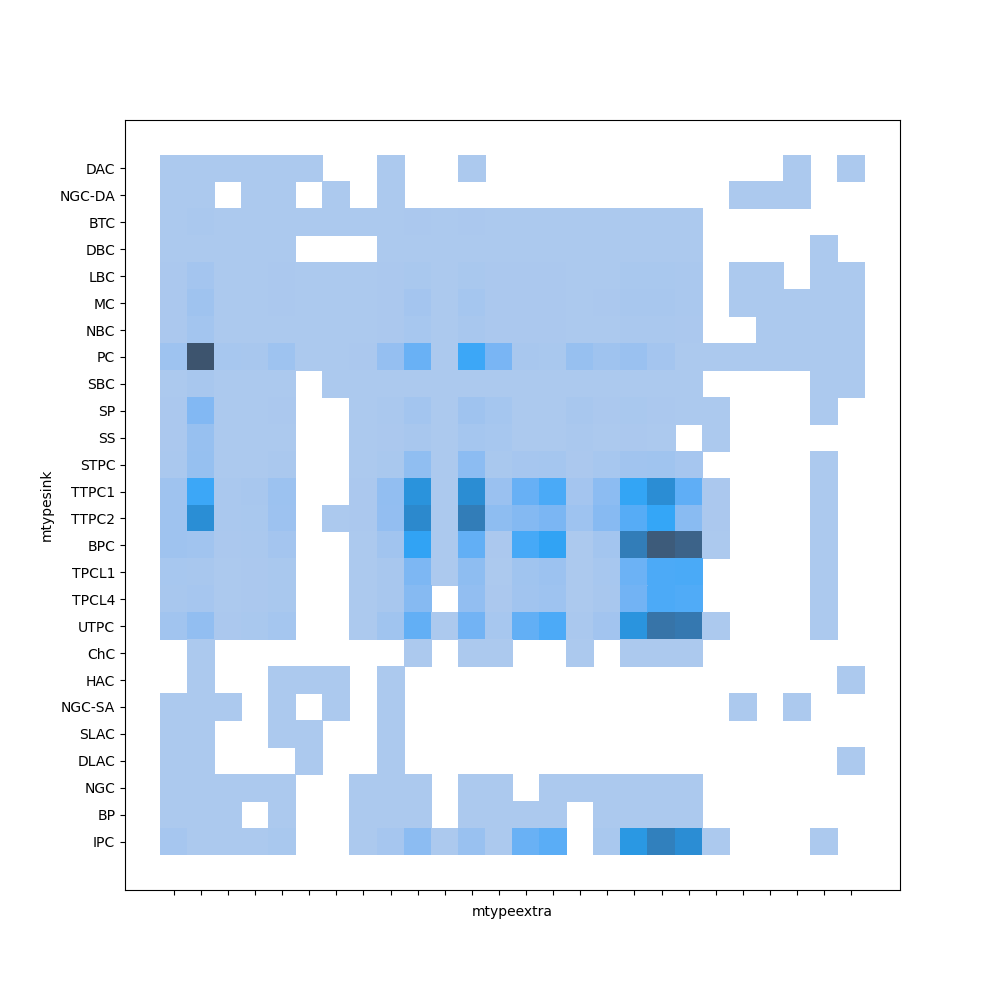 DAC
NGC-DA
BTC
DBC
LBC
MC
NBC
PC
SBC
SP
SS
STPC
TTPC1
TTPC2
BPC
TPCL1
TPCL4
UTPC
ChC
HAC
NGC-SA
SLAC
DLAC
NGC
BP
IPC
mtypesink
mtypeextra